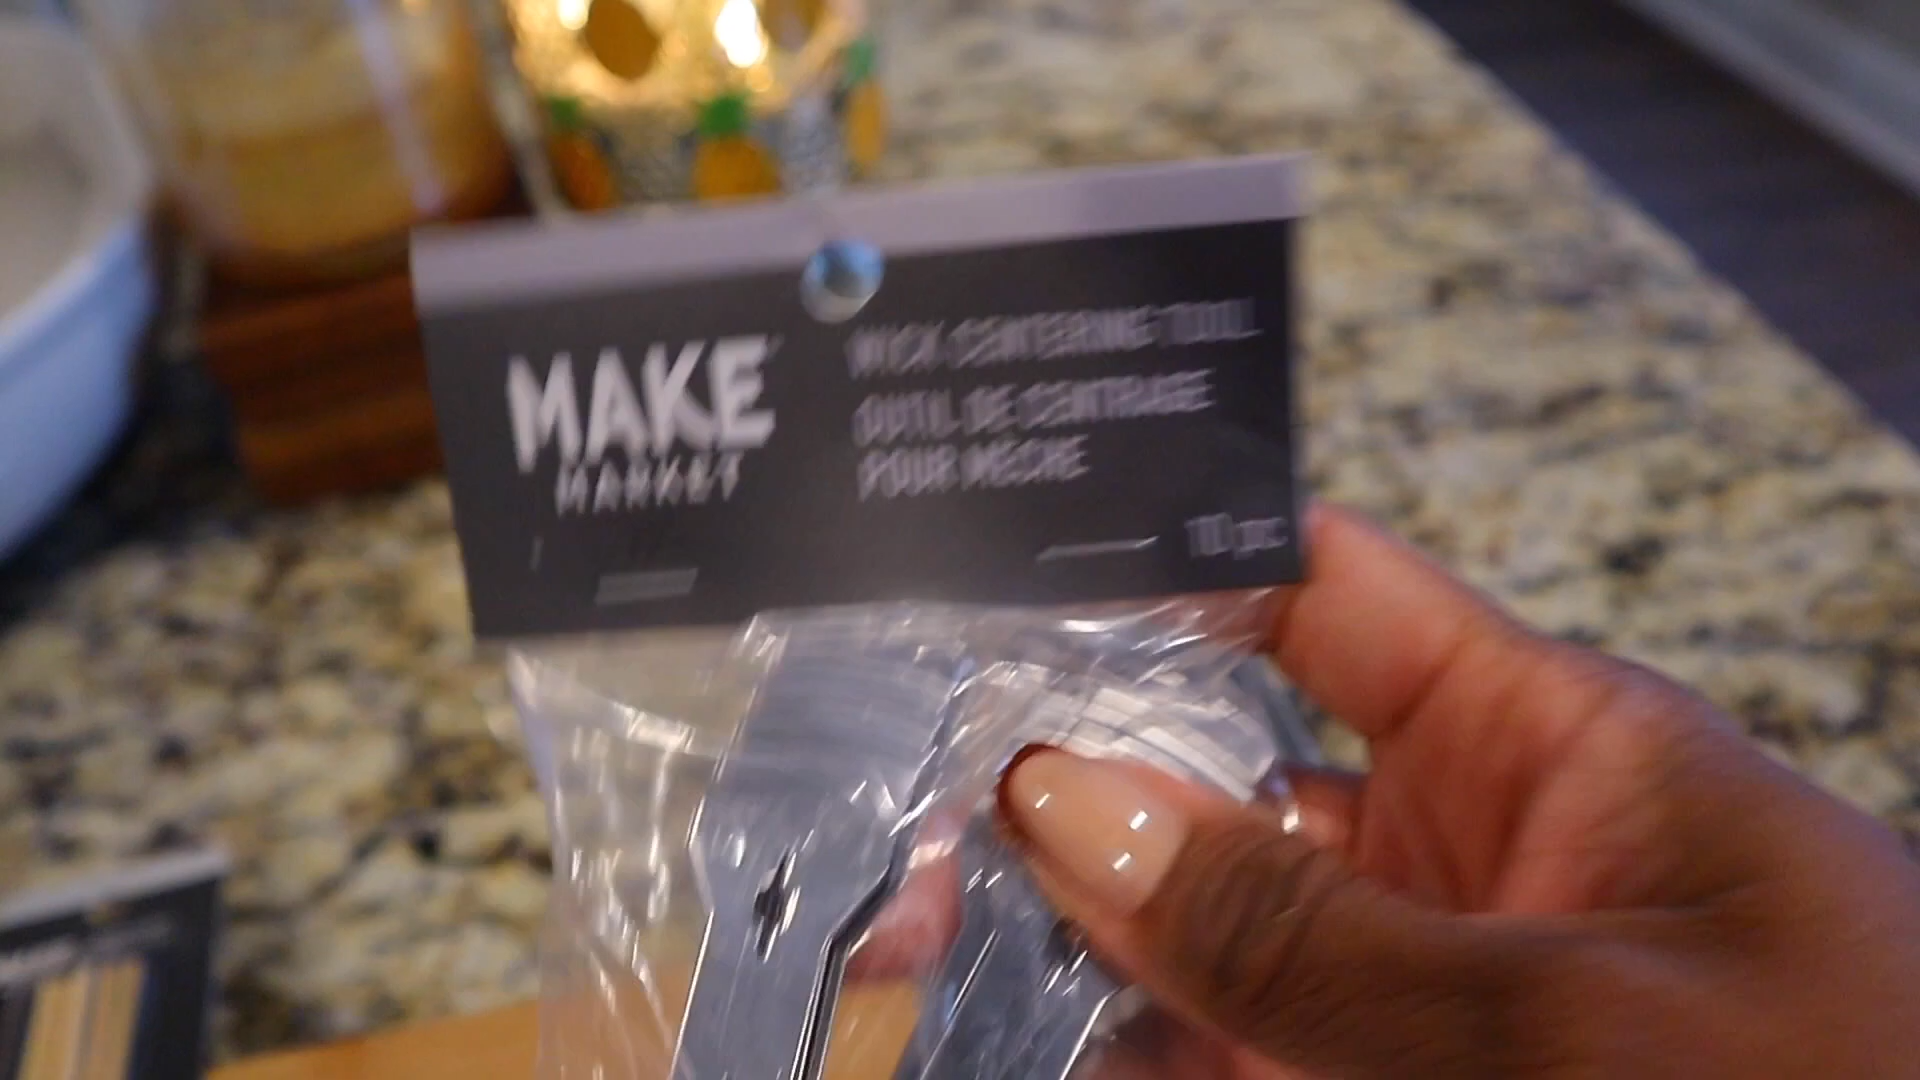 MAKE
MARKET
WICK CENTERING TOOL
OUTIL DE CENTRAGE
POUR MÈCHE
10 pc